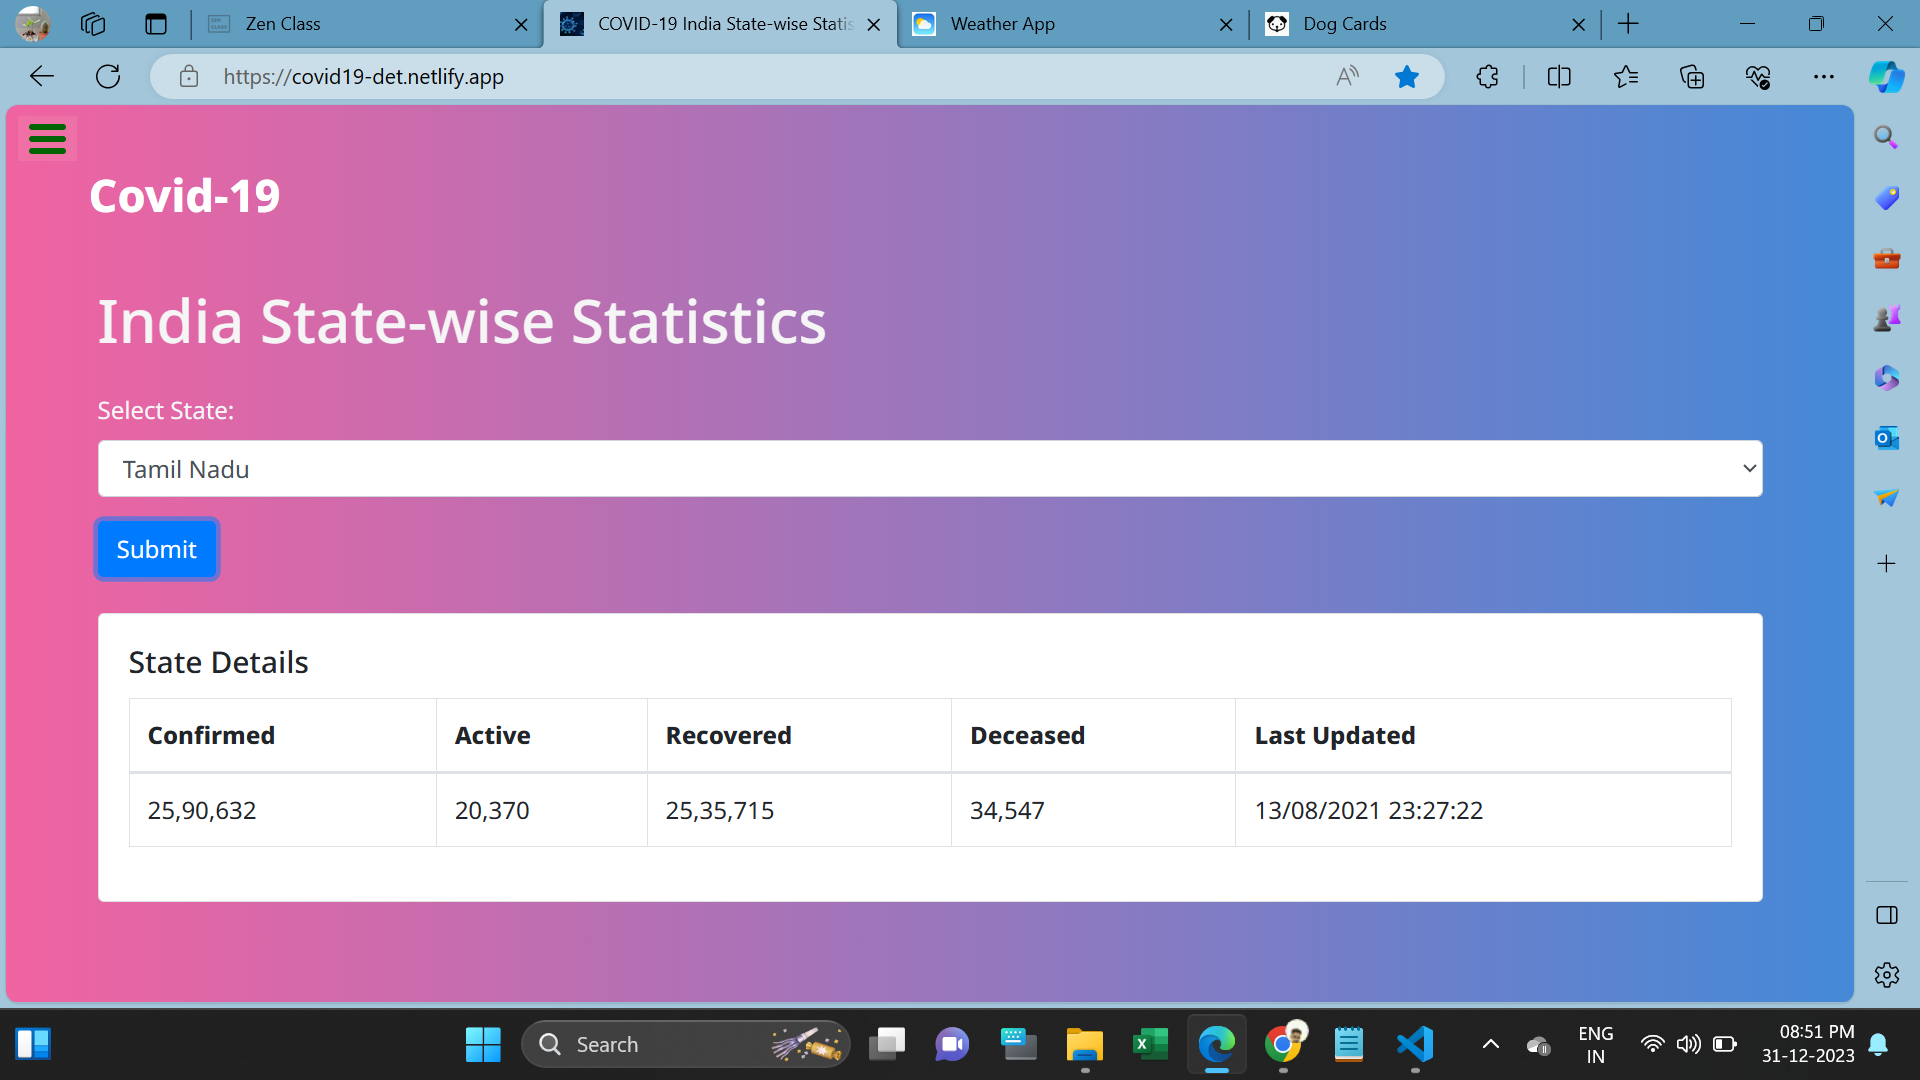 Zen Class
COVID-19 India State-wise Statis
Weather App
Dog Cards
https://covid19-det.netlify.app
Covid-19
India State-wise Statistics
Select State:
Tamil Nadu
Submit
State Details
Confirmed Active Recovered Deceased Last Updated
25,90,632 20,370 25,35,715 34,547 13/08/2021 23:27:22
Search
ENG
IN
08:51 PM
31-12-2023